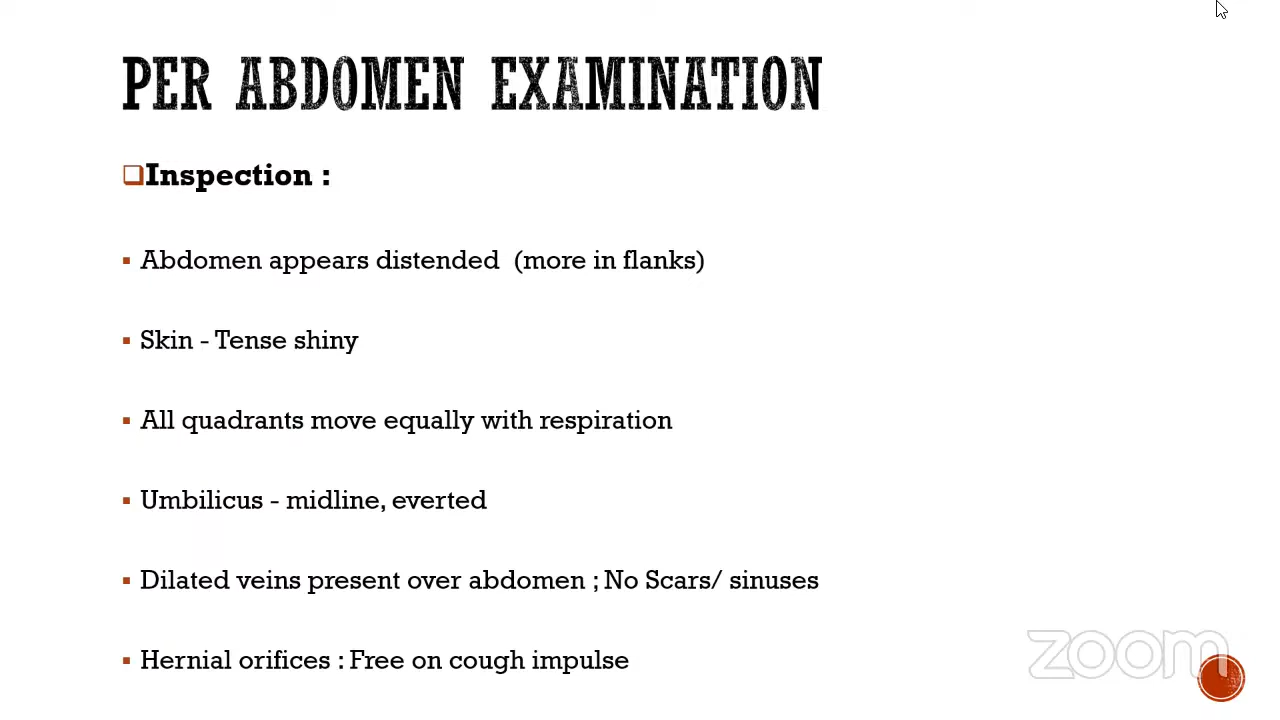 PER ABDOMEN EXAMINATION
Inspection :
Abdomen appears distended (more in flanks)
Skin - Tense shiny
All quadrants move equally with respiration
Umbilicus - midline, everted
Dilated veins present over abdomen ; No Scars/ sinuses
Hernial orifices : Free on cough impulse
zoom